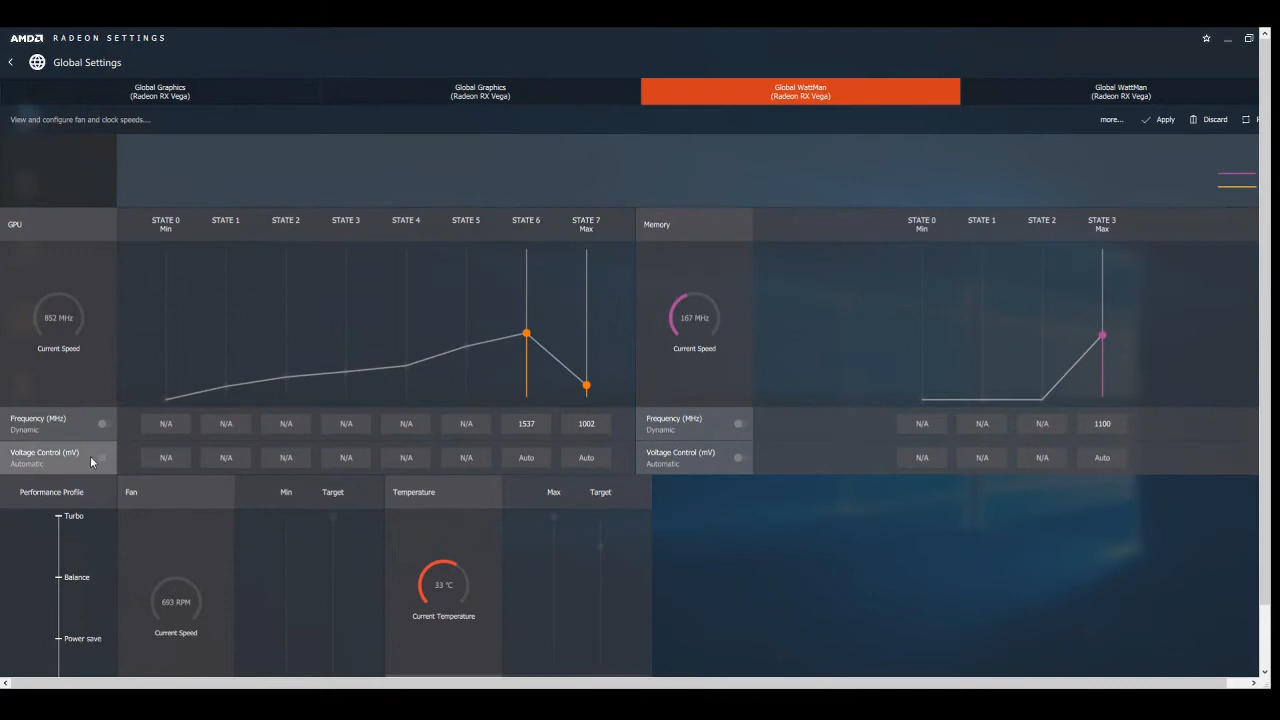 AMD RADEON SETTINGS
Global Settings
Global Graphics
(Radeon RX Vega)
Global Graphics
(Radeon RX Vega)
Global WattMan
(Radeon RX Vega)
Global WattMan
(Radeon RX Vega)
View and configure fan and clock speeds....
more... Apply Discard
GPU
STATE 0 STATE 1 STATE 2 STATE 3 STATE 4 STATE 5 STATE 6 STATE 7
Min Max
852 MHz
Current Speed
Frequency (MHz)
Dynamic
N/A N/A N/A N/A N/A N/A 1537 1002
Voltage Control (mV)
Automatic
N/A N/A N/A N/A N/A N/A Auto Auto
Memory
STATE 0 STATE 1 STATE 2 STATE 3
Min Max
167 MHz
Current Speed
Frequency (MHz)
Dynamic
N/A N/A N/A 1100
Voltage Control (mV)
Automatic
N/A N/A N/A Auto
Performance Profile
Turbo
Balance
Power save
Fan Min Target
693 RPM
Current Speed
Temperature Max Target
33 °C
Current Temperature